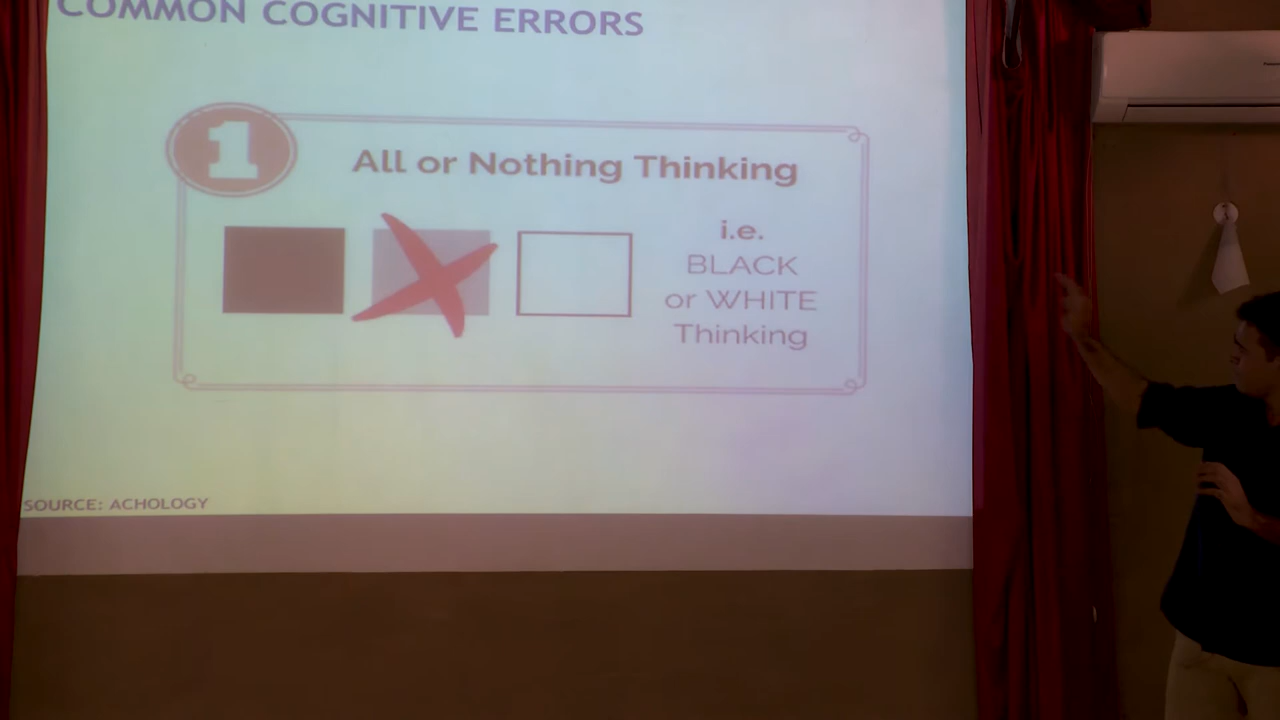 COMMON COGNITIVE ERRORS
1
All or Nothing Thinking
i.e.
BLACK
or WHITE
Thinking
SOURCE: ACHOLOGY